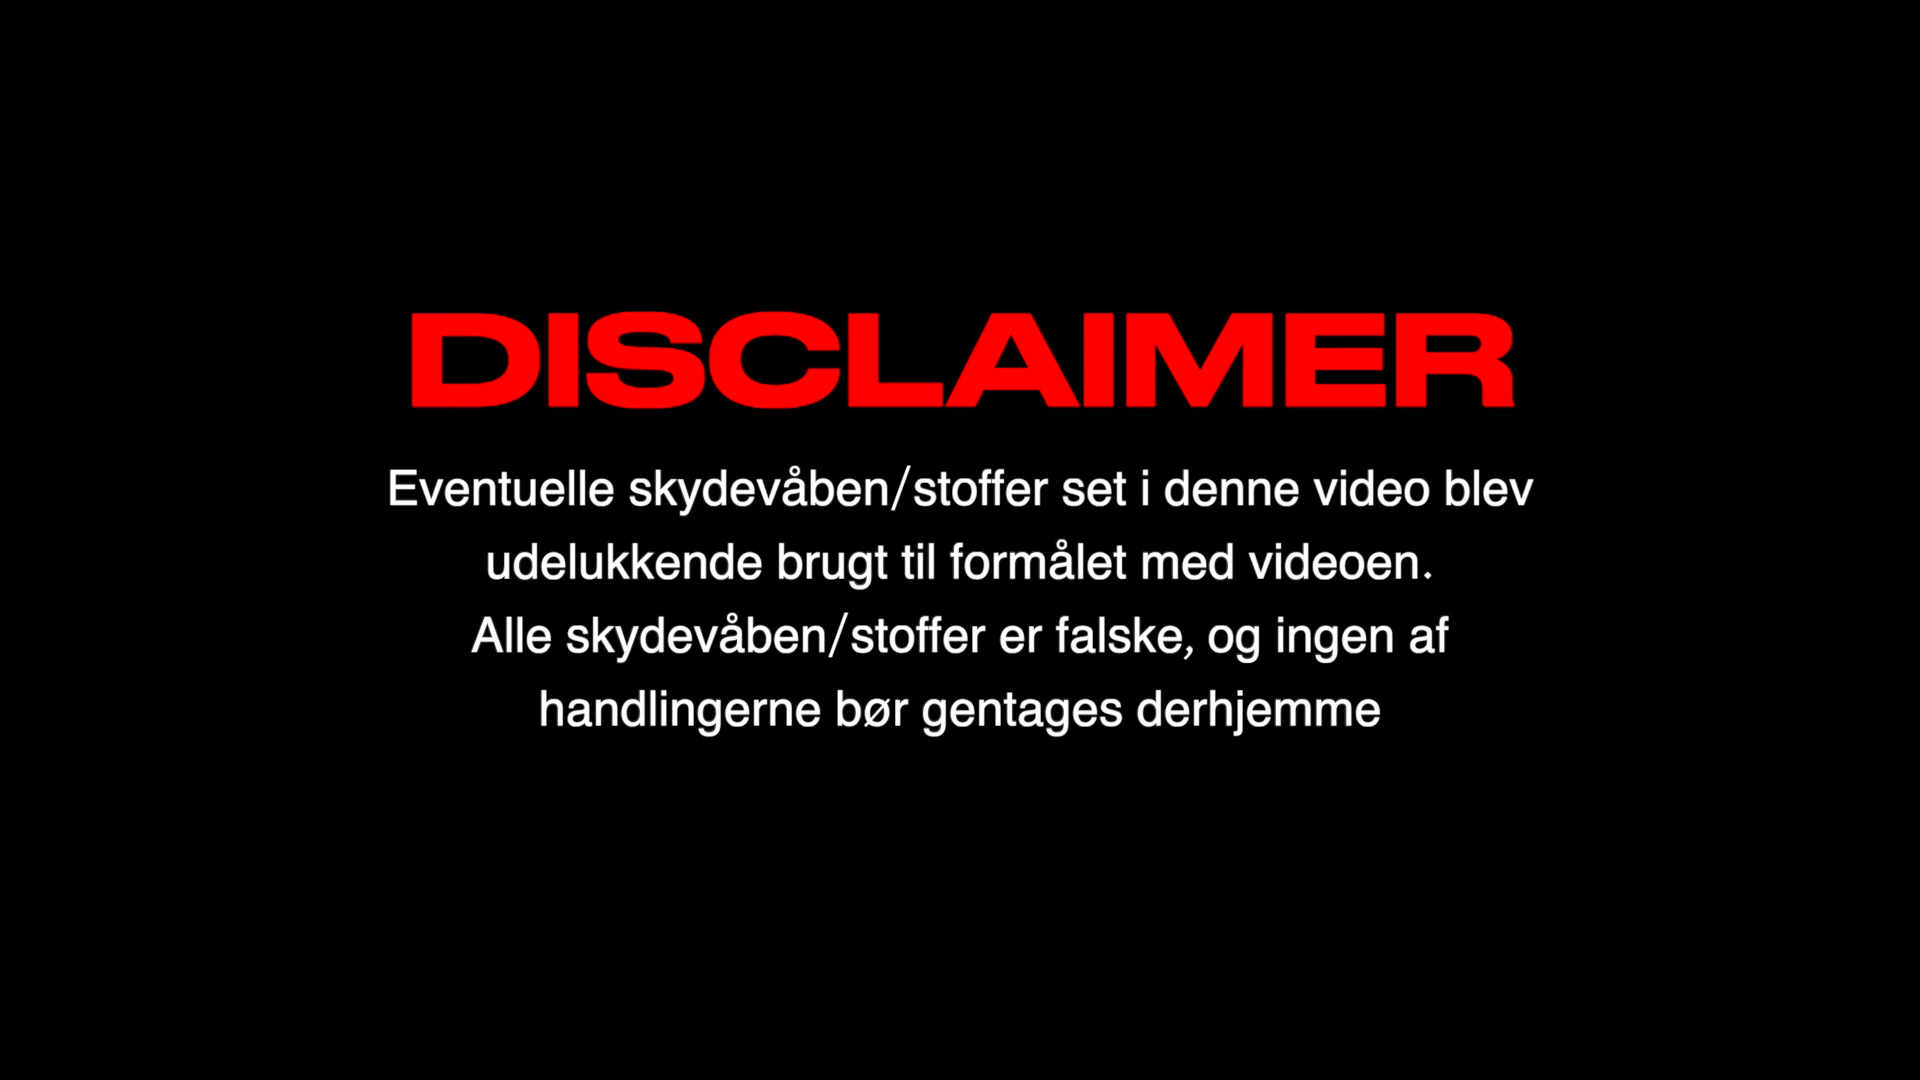 DISCLAIMER
Eventuelle skydevåben/stoffer set i denne video blev
udelukkende brugt til formålet med videoen.
Alle skydevåben/stoffer er falske, og ingen af
handlingerne bør gentages derhjemme